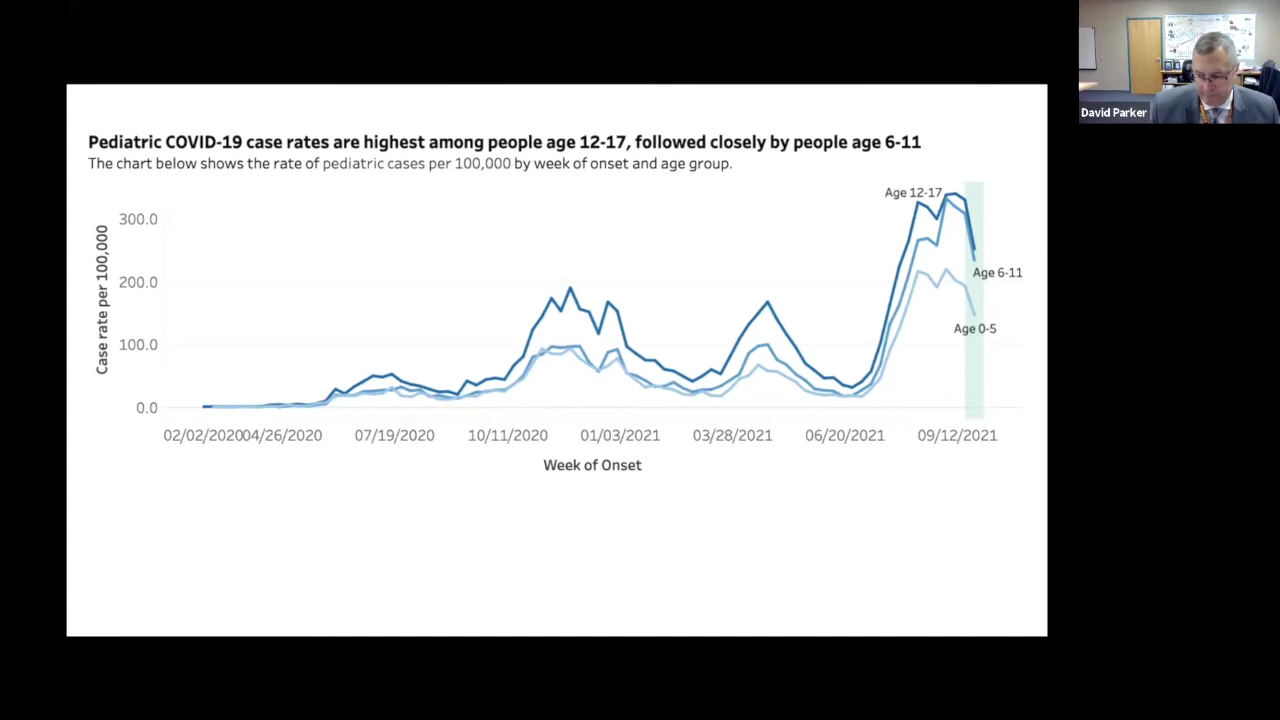 Pediatric COVID-19 case rates are highest among people age 12-17, followed closely by people age 6-11
The chart below shows the rate of pediatric cases per 100,000 by week of onset and age group.
Case rate per 100,000
300.0
200.0
100.0
0.0
Age 12-17
Age 6-11
Age 0-5
02/02/2020
04/26/2020
07/19/2020
10/11/2020
01/03/2021
03/28/2021
06/20/2021
09/12/2021
Week of Onset
David Parker